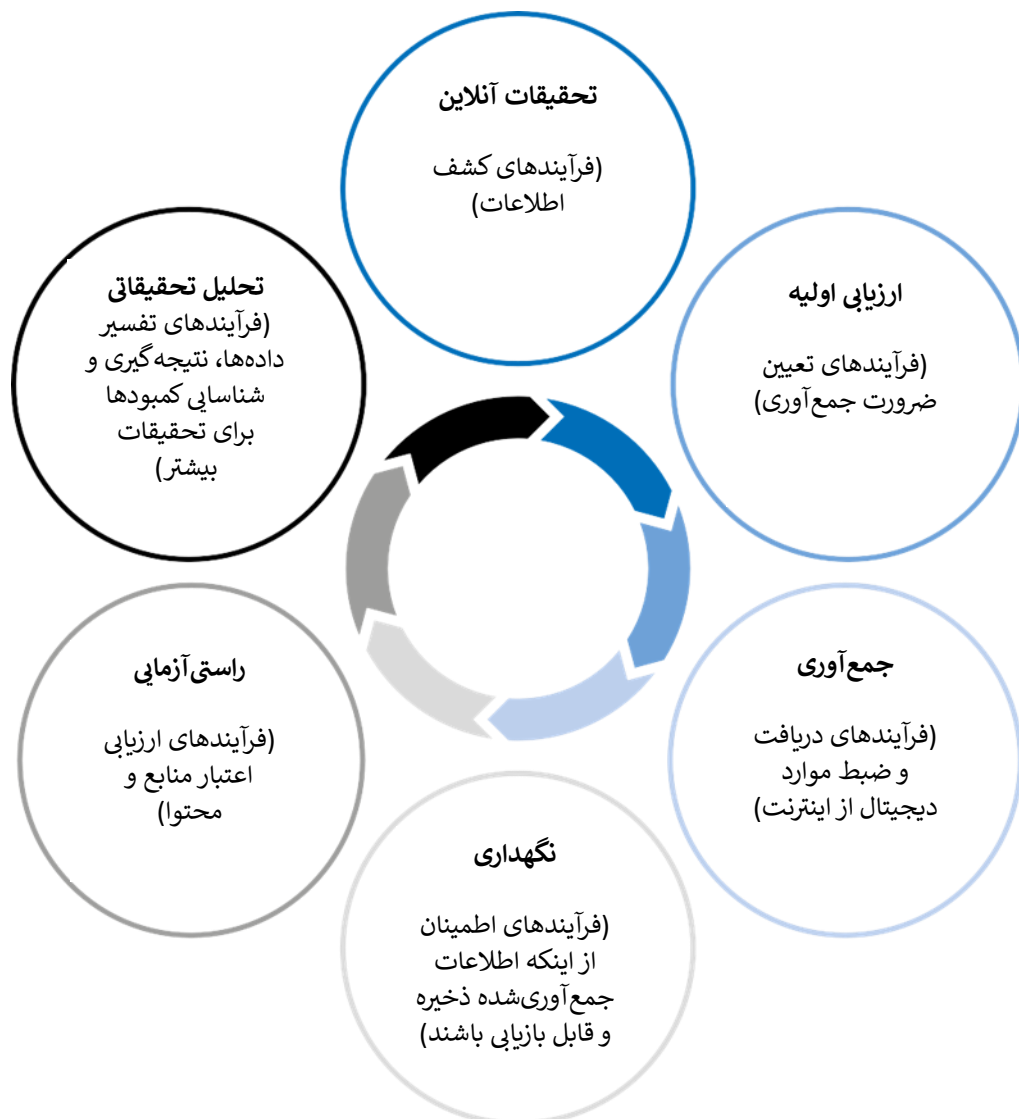 تحقیقات آنلاین
(فرآیندهای کشف
اطلاعات)
ارزیابی اولیه
(فرآیندهای تعیین
ضرورت جمع‌آوری)
جمع‌آوری
(فرآیندهای دریافت
و ضبط موارد
دیجیتال از اینترنت)
نگهداری
(فرآیندهای اطمینان
از اینکه اطلاعات
جمع‌آوری‌شده ذخیره
و قابل بازیابی باشند)
راستی‌آزمایی
(فرآیندهای ارزیابی
اعتبار منابع و
محتوا)
تحلیل تحقیقاتی
(فرآیندهای تفسیر
داده‌ها، نتیجه‌گیری و
شناسایی کمبودها
برای تحقیقات
بیشتر)